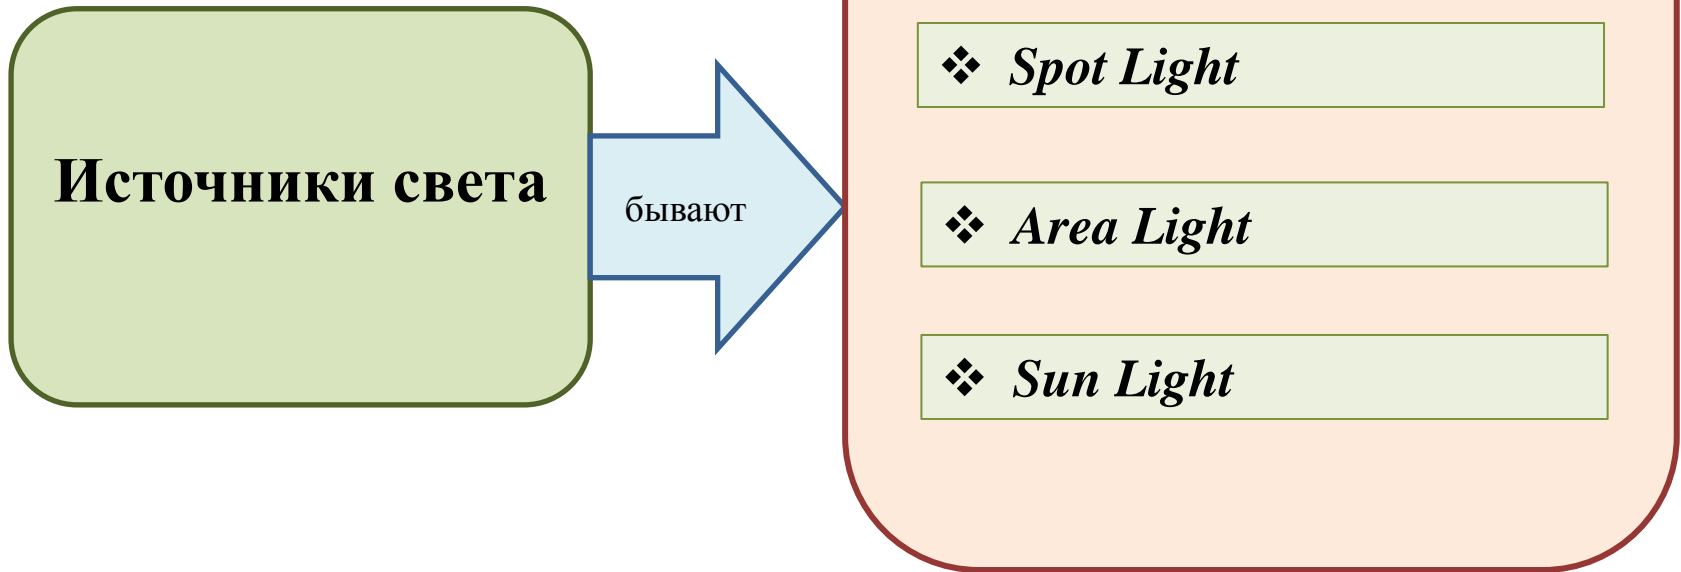 Источники света
бывают
❖ Spot Light
❖ Area Light
❖ Sun Light